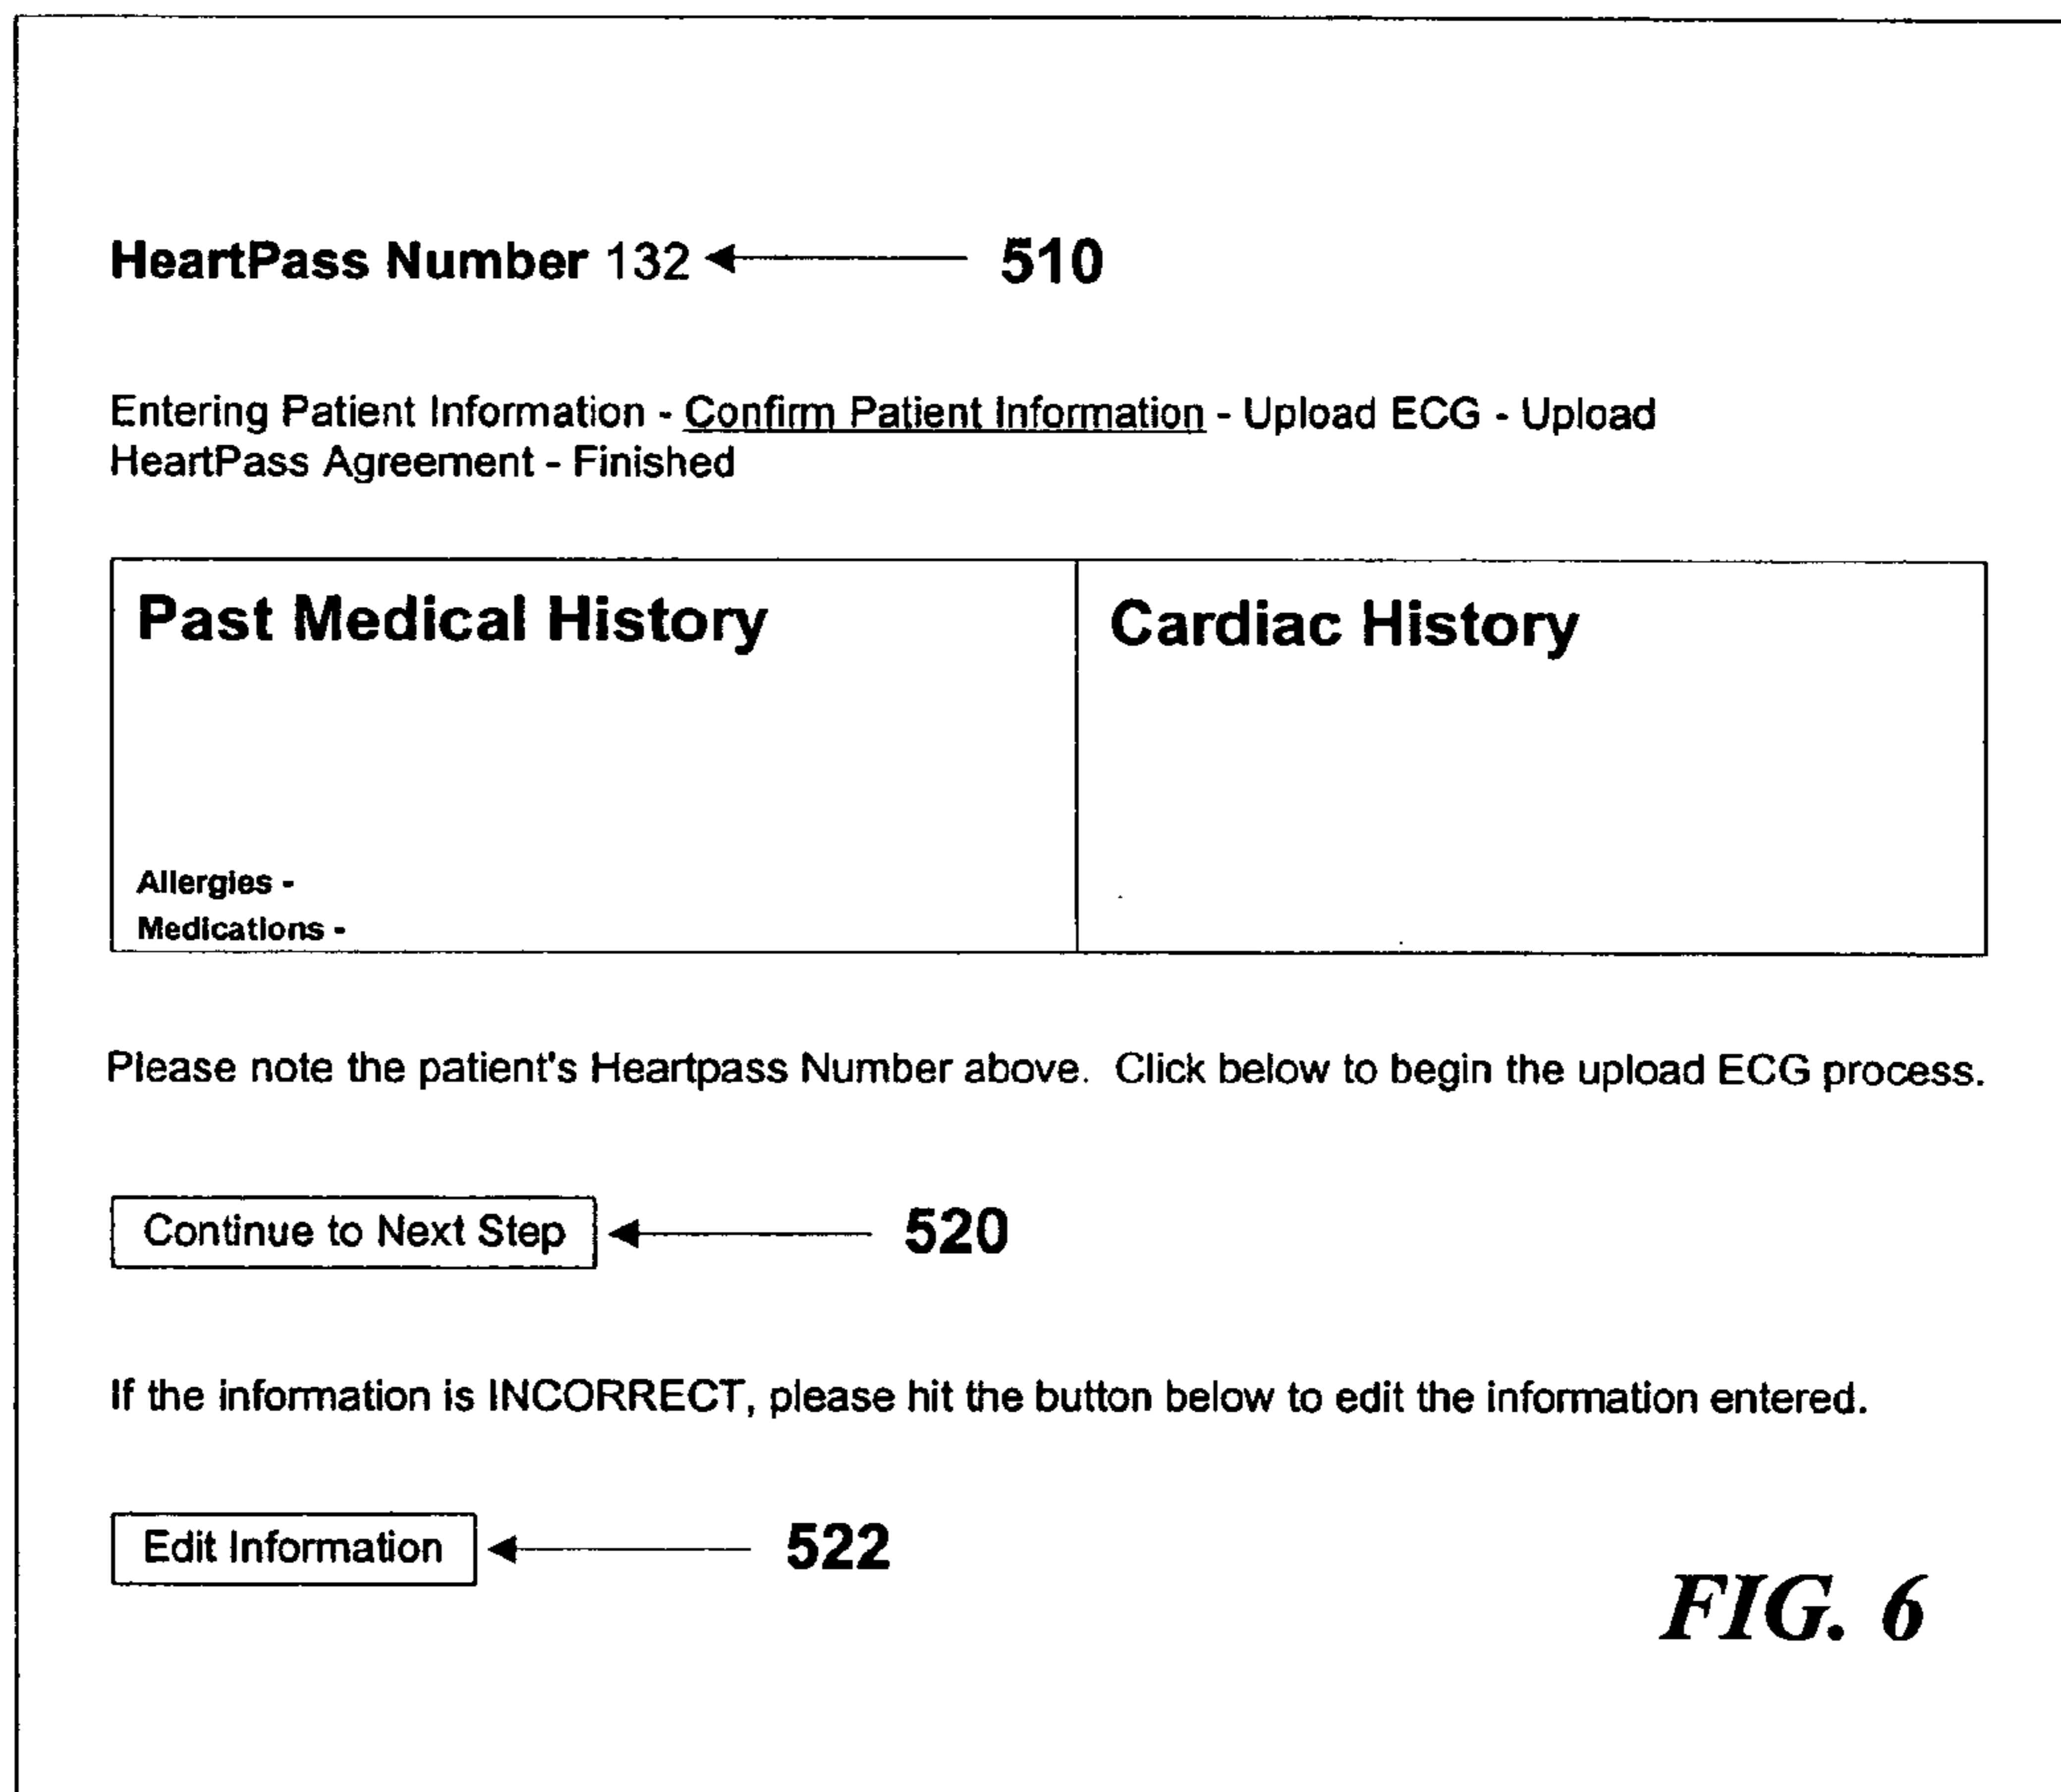 HeartPass Number 132 510
Entering Patient Information - Confirm Patient Information - Upload ECG - Upload
HeartPass Agreement - Finished
Past Medical History
Cardiac History
Allergies -
Medications -
Please note the patient's Heartpass Number above. Click below to begin the upload ECG process.
Continue to Next Step 520
If the information is INCORRECT, please hit the button below to edit the information entered.
Edit Information 522
FIG. 6